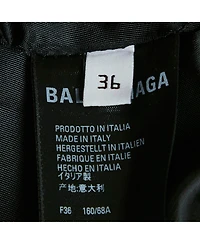 36
BAL AGA
PRODOTTO IN ITALIA
MADE IN ITALY
HERGESTELLT IN ITALIEN
FABRIQUE EN ITALIE
HECHO EN ITALIA
イタリア製
产地:意大利
F36 160/68A